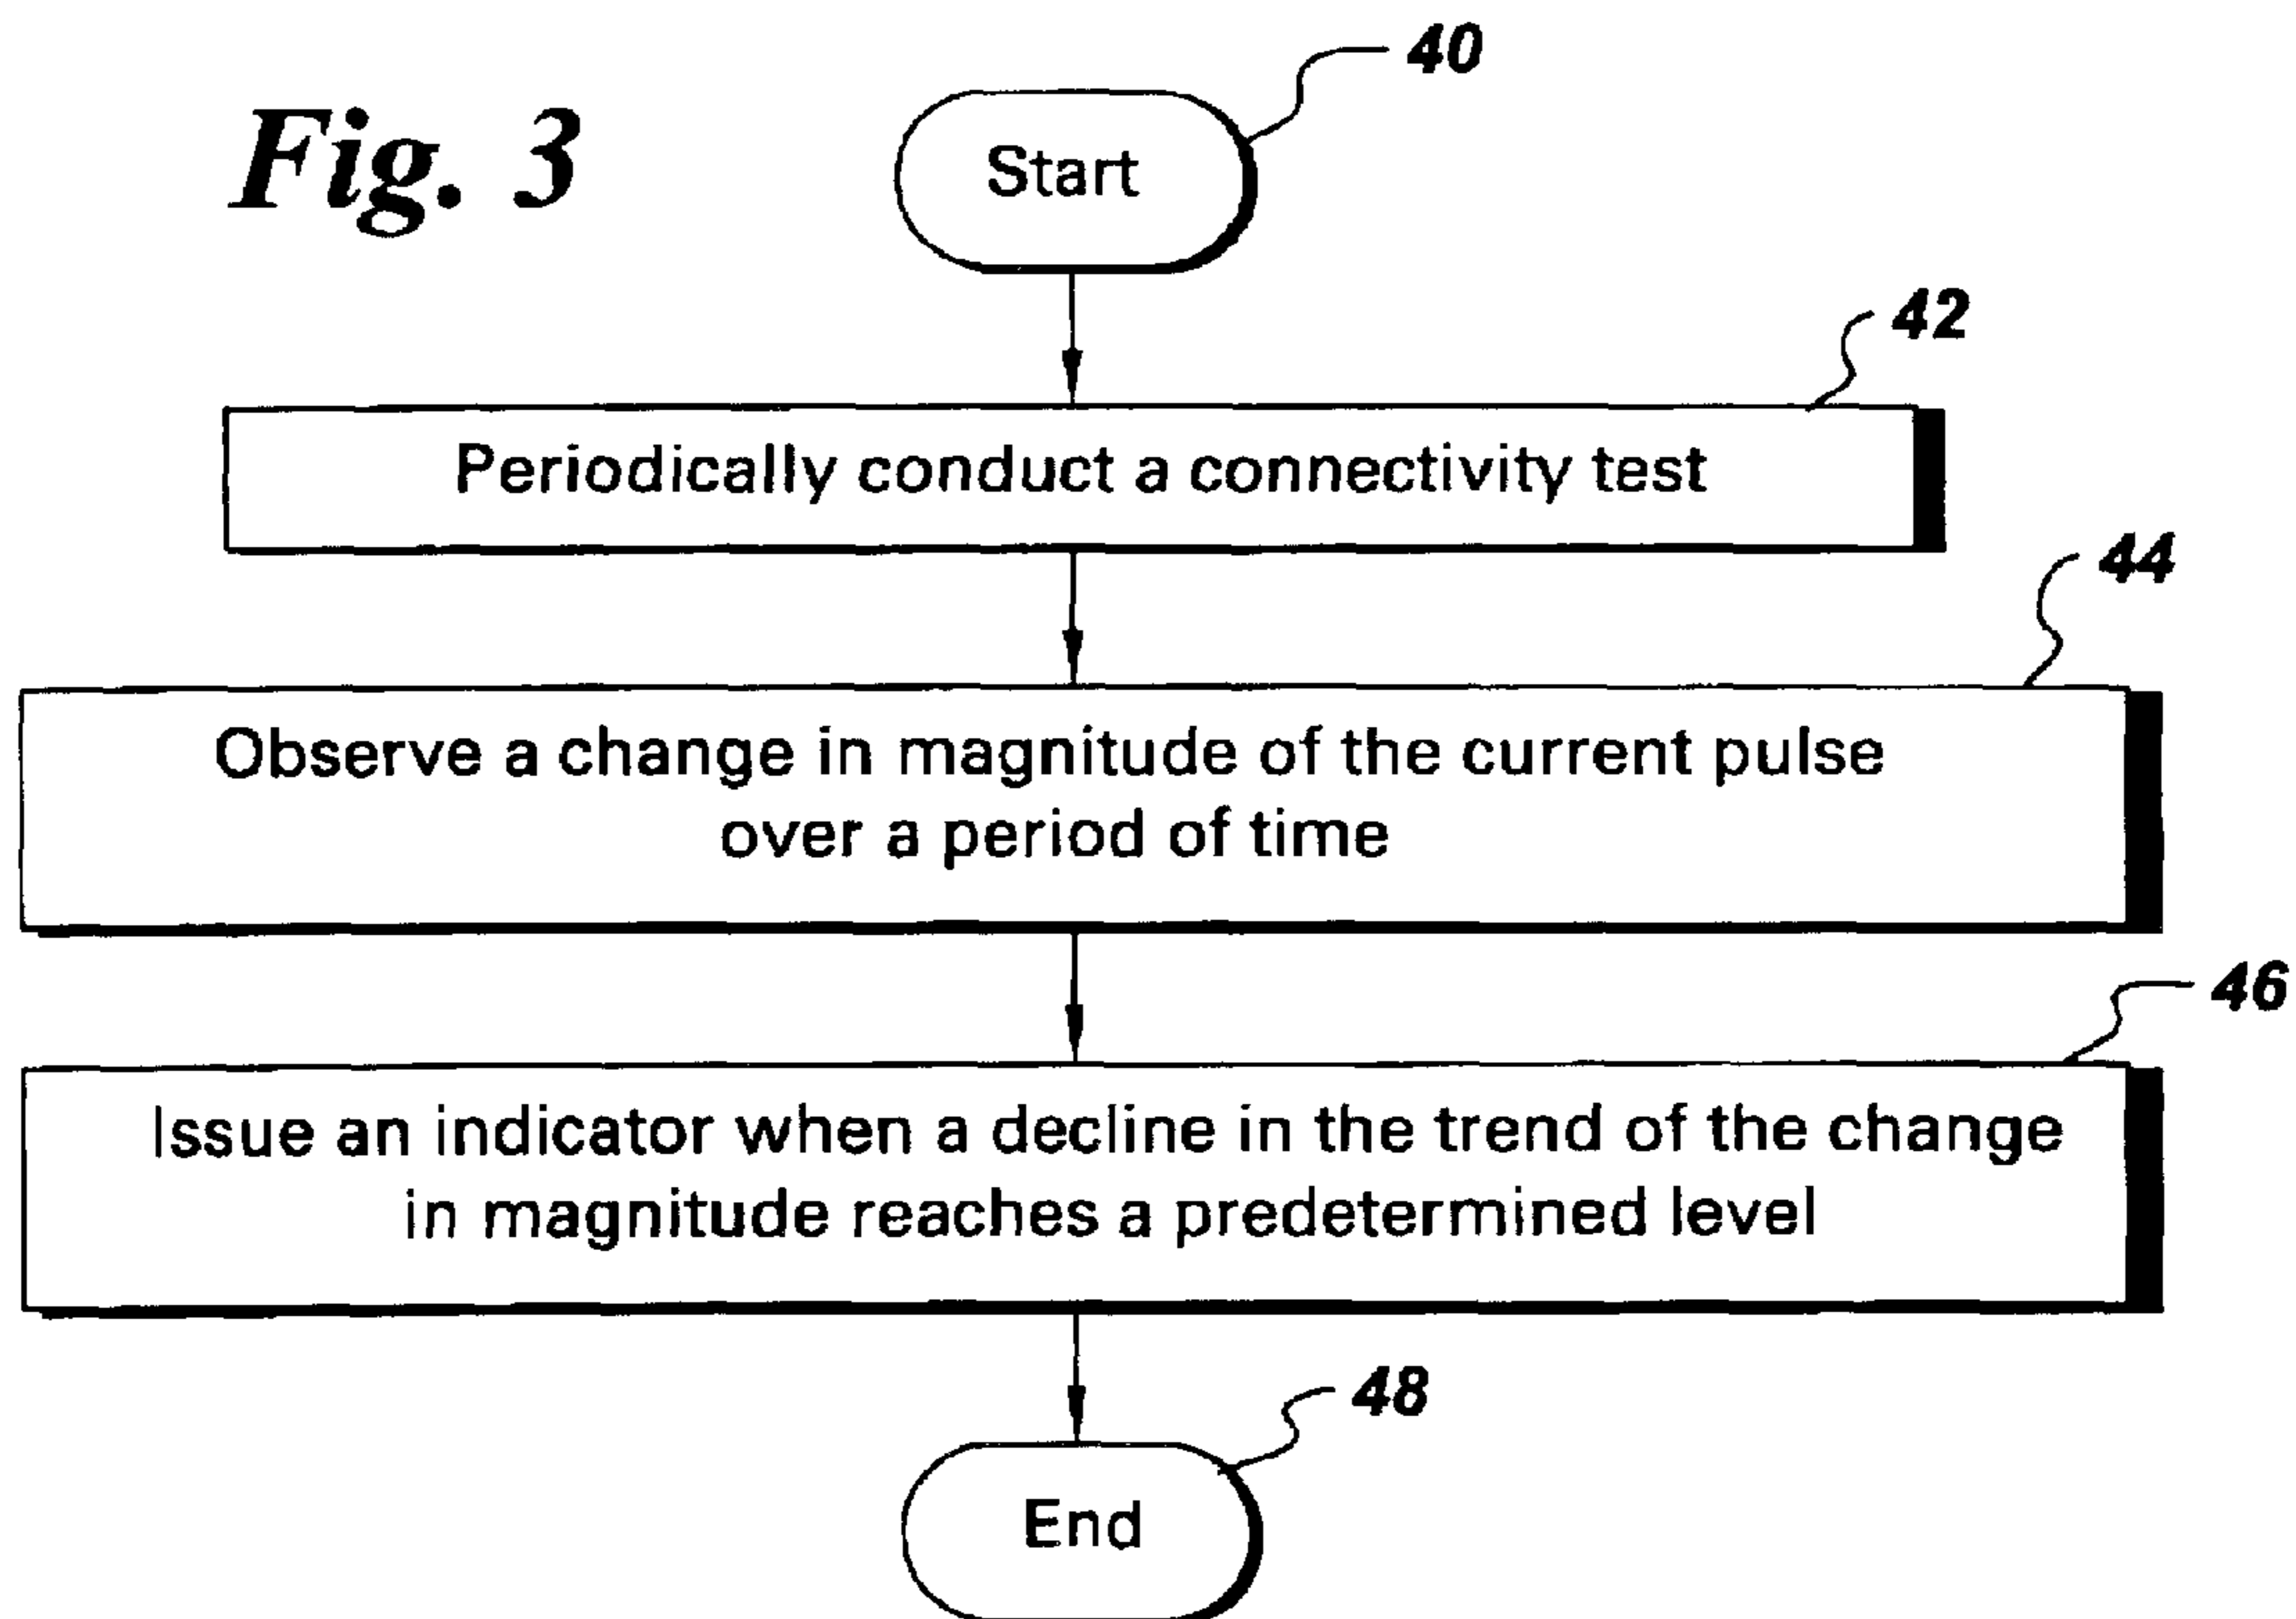 Fig. 3
40
Start
42
Periodically conduct a connectivity test
44
Observe a change in magnitude of the current pulse
over a period of time
46
Issue an indicator when a decline in the trend of the change
in magnitude reaches a predetermined level
48
End